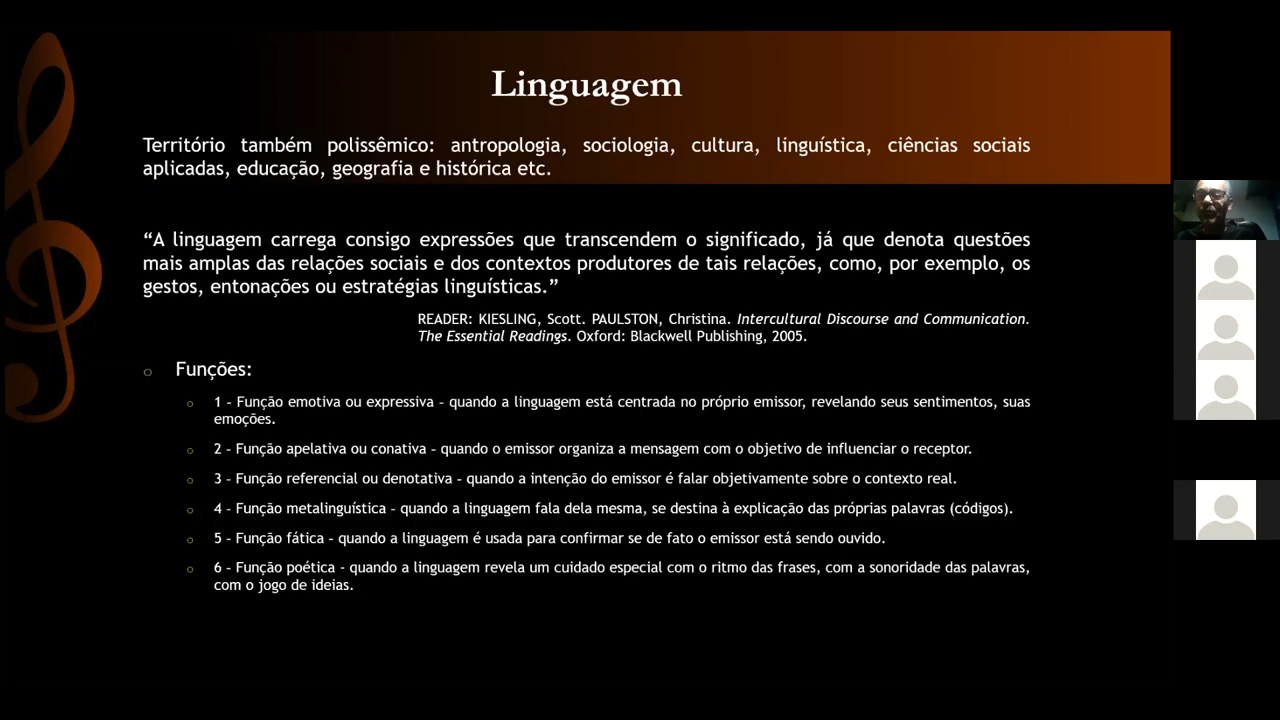 Linguagem
Território também polissêmico: antropologia, sociologia, cultura, linguística, ciências sociais
aplicadas, educação, geografia e histórica etc.
“A linguagem carrega consigo expressões que transcendem o significado, já que denota questões
mais amplas das relações sociais e dos contextos produtores de tais relações, como, por exemplo, os
gestos, entonações ou estratégias linguísticas.”
READER: KIESLING, Scott. PAULSTON, Christina. Intercultural Discourse and Communication.
The Essential Readings. Oxford: Blackwell Publishing, 2005.
Funções:
1 – Função emotiva ou expressiva – quando a linguagem está centrada no próprio emissor, revelando seus sentimentos, suas
emoções.
2 – Função apelativa ou conativa – quando o emissor organiza a mensagem com o objetivo de influenciar o receptor.
3 – Função referencial ou denotativa – quando a intenção do emissor é falar objetivamente sobre o contexto real.
4 – Função metalinguística – quando a linguagem fala dela mesma, se destina à explicação das próprias palavras (códigos).
5 – Função fática – quando a linguagem é usada para confirmar se de fato o emissor está sendo ouvido.
6 – Função poética – quando a linguagem revela um cuidado especial com o ritmo das frases, com a sonoridade das palavras,
com o jogo de ideias.